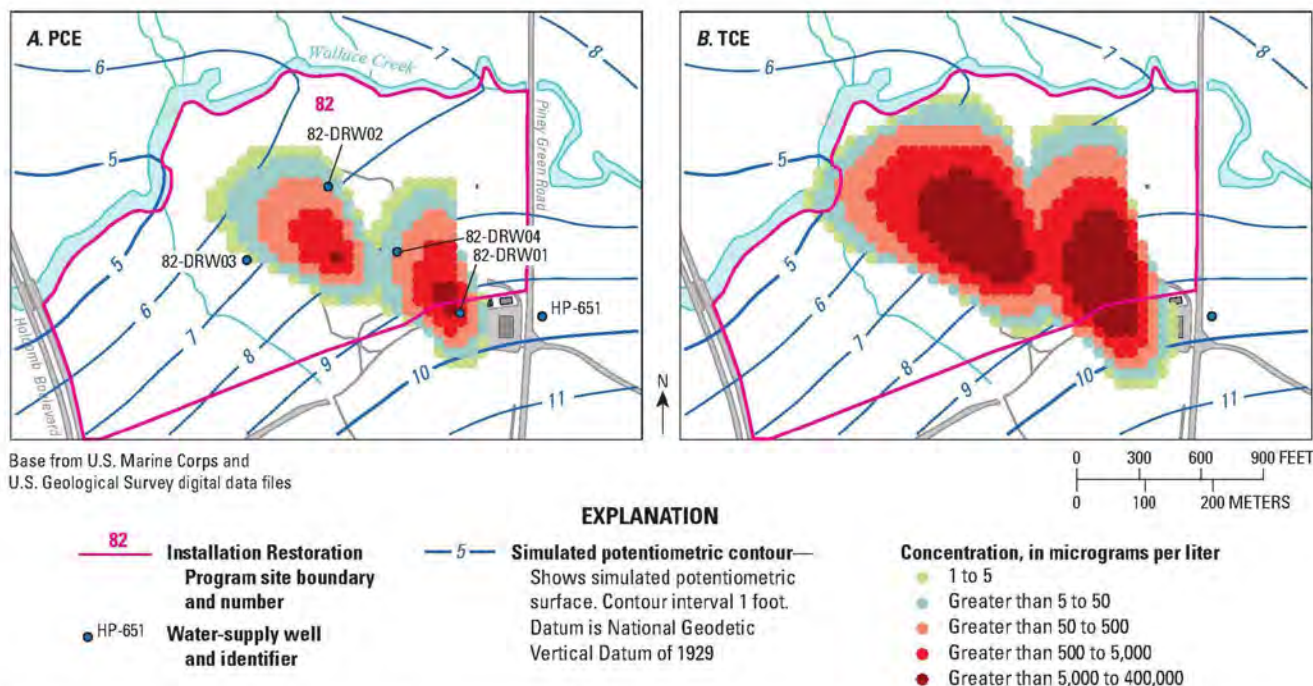 A. PCE
6
7
8
Wallace Creek
82
82-DRW02
Piney Green Road
5
82-DRW04
82-DRW01
82-DRW03
HP-651
5
6
7
8
9
10
11
Holcomb Boulevard
B. TCE
6
7
8
5
HP-651
5
6
7
8
9
10
11
N
Base from U.S. Marine Corps and
U.S. Geological Survey digital data files
0 300 600 900 FEET
0 100 200 METERS
EXPLANATION
82
Installation Restoration
Program site boundary
and number
HP-651
Water-supply well
and identifier
5
Simulated potentiometric contour—
Shows simulated potentiometric
surface. Contour interval 1 foot.
Datum is National Geodetic
Vertical Datum of 1929
Concentration, in micrograms per liter
1 to 5
Greater than 5 to 50
Greater than 50 to 500
Greater than 500 to 5,000
Greater than 5,000 to 400,000